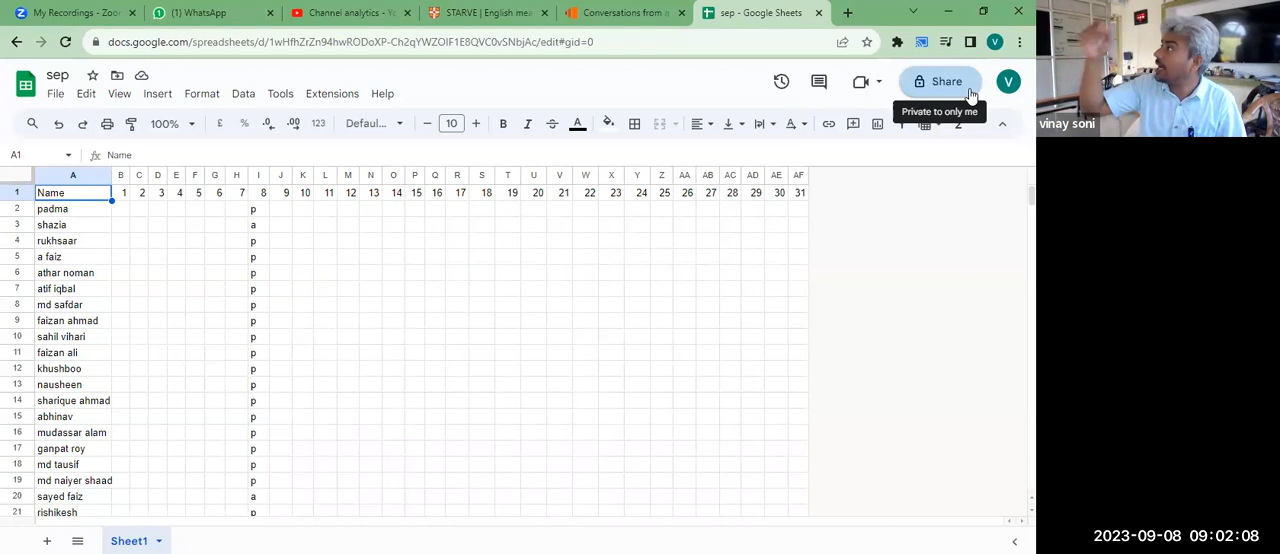 My Recordings - Zoom
(1) WhatsApp
Channel analytics - Yo
STARVE | English mea
Conversations from a
sep - Google Sheets
docs.google.com/spreadsheets/d/1wHfhZrZn94hwRODpXP-Ch2qYWZOlF1E8QVC0vSNbjAc/edit#gid=0
sep
File Edit View Insert Format Data Tools Extensions Help
Share
V
Private to only me
100% .0 .00 123 Defaul... 10 B I A
A1 fx Name
A B C D E F G H I J K L M N O P Q R S T U V W X Y Z AA AB AC AD AE AF
1 Name 1 2 3 4 5 6 7 8 9 10 11 12 13 14 15 16 17 18 19 20 21 22 23 24 25 26 27 28 29 30 31
2 padma p
3 shazia a
4 rukhsaar p
5 a faiz p
6 athar noman p
7 atif iqbal p
8 md safdar p
9 faizan ahmad p
10 sahil vihari p
11 faizan ali p
12 khushboo p
13 nausheen p
14 sharique ahmad p
15 abhinav p
16 mudassar alam p
17 ganpat roy p
18 md tausif p
19 md naiyer shaad p
20 sayed faiz a
21 rishikesh p
Sheet1
vinay soni
2023-09-08 09:02:08